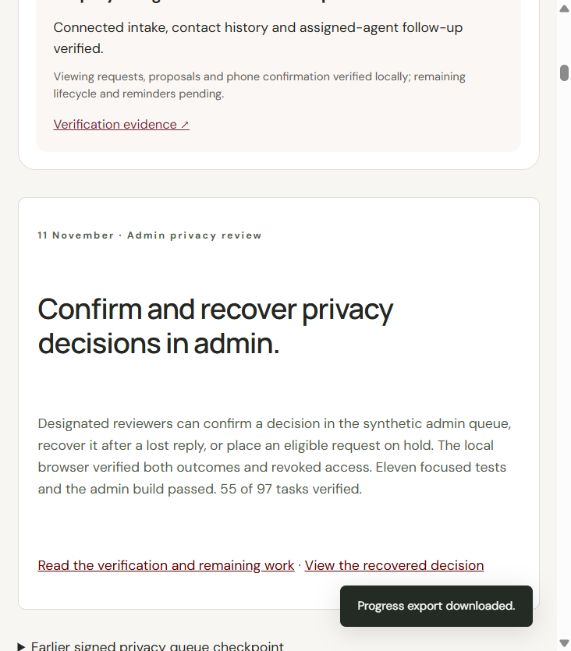 Connected intake, contact history and assigned-agent follow-up
verified.
Viewing requests, proposals and phone confirmation verified locally; remaining
lifecycle and reminders pending.
Verification evidence ↗
11 November · Admin privacy review
Confirm and recover privacy
decisions in admin.
Designated reviewers can confirm a decision in the synthetic admin queue,
recover it after a lost reply, or place an eligible request on hold. The local
browser verified both outcomes and revoked access. Eleven focused tests
and the admin build passed. 55 of 97 tasks verified.
Read the verification and remaining work · View the recovered decision
Progress export downloaded.
▶ Earlier signed privacy queue checkpoint